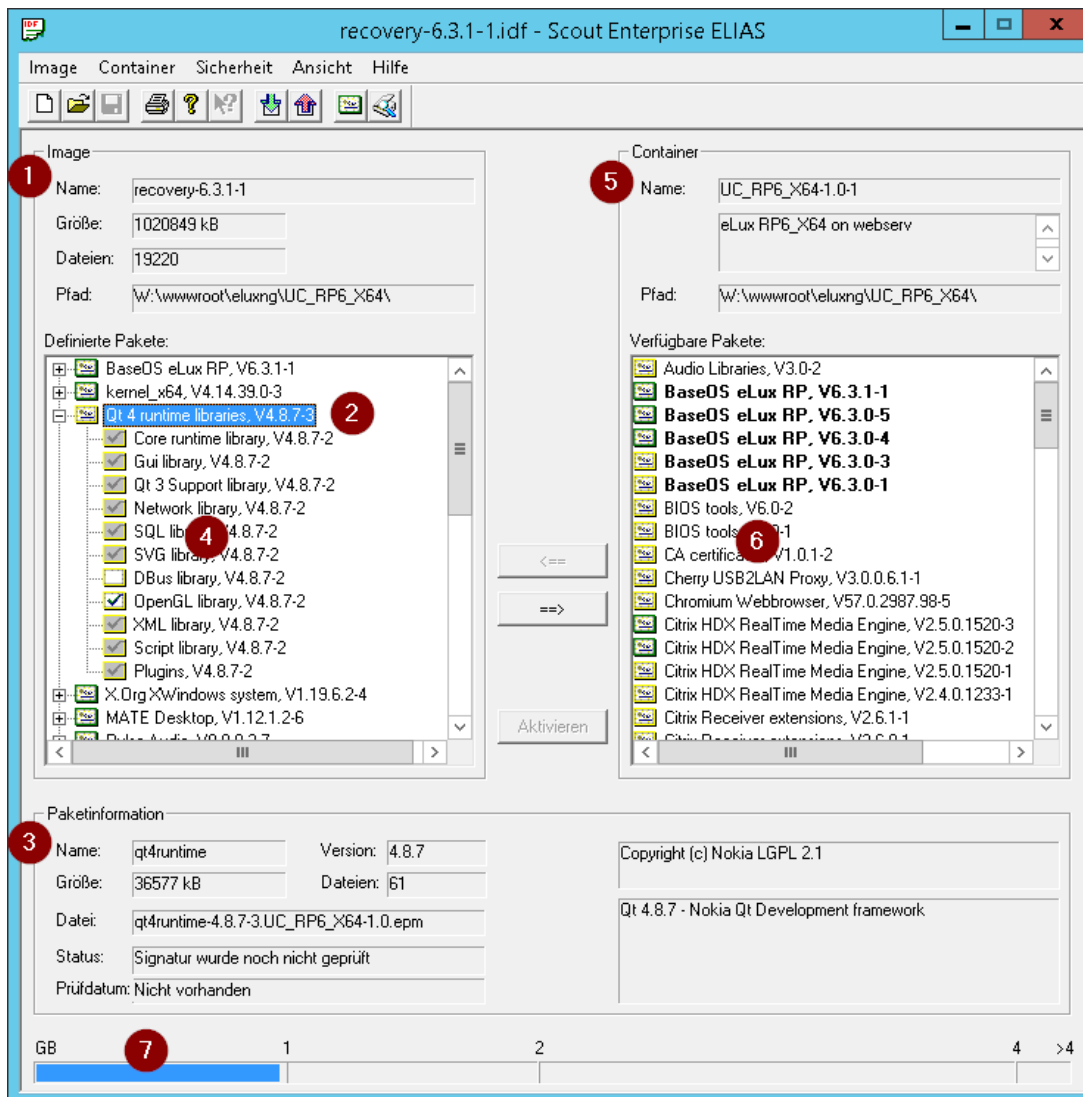 recovery-6.3.1-1.idf - Scout Enterprise ELIAS
Image Container Sicherheit Ansicht Hilfe
Image
1
Name: recovery-6.3.1-1
Größe: 1020849 kB
Dateien: 19220
Pfad: W:\wwwroot\eluxng\UC_RP6_X64\
Definierte Pakete:
BaseOS eLux RP, V6.3.1-1
kernel_x64, V4.14.39.0-3
Qt 4 runtime libraries, V4.8.7-3
2
Core runtime library, V4.8.7-2
Gui library, V4.8.7-2
Qt 3 Support library, V4.8.7-2
Network library, V4.8.7-2
SQL V4.8.7-2
4
SVG library, V4.8.7-2
DBus library, V4.8.7-2
OpenGL library, V4.8.7-2
XML library, V4.8.7-2
Script library, V4.8.7-2
Plugins, V4.8.7-2
X.Org XWindows system, V1.19.6.2-4
MATE Desktop, V1.12.1.2-6
<==
==>
Aktivieren
Container
5
Name: UC_RP6_X64-1.0-1
eLux RP6_X64 on webserv
Pfad: W:\wwwroot\eluxng\UC_RP6_X64\
Verfügbare Pakete:
Audio Libraries, V3.0-2
BaseOS eLux RP, V6.3.1-1
BaseOS eLux RP, V6.3.0-5
BaseOS eLux RP, V6.3.0-4
BaseOS eLux RP, V6.3.0-3
BaseOS eLux RP, V6.3.0-1
BIOS tools, V6.0-2
BIOS tools
6
CA V1.0.1-2
Cherry USB2LAN Proxy, V3.0.0.6.1-1
Chromium Webbrowser, V57.0.2987.98-5
Citrix HDX RealTime Media Engine, V2.5.0.1520-3
Citrix HDX RealTime Media Engine, V2.5.0.1520-2
Citrix HDX RealTime Media Engine, V2.5.0.1520-1
Citrix HDX RealTime Media Engine, V2.4.0.1233-1
Citrix Receiver extensions, V2.6.1-1
Paketinformation
3
Name: qt4runtime Version: 4.8.7
Größe: 36577 kB Dateien: 61
Datei: qt4runtime-4.8.7-3.UC_RP6_X64-1.0.epm
Status: Signatur wurde noch nicht geprüft
Prüfdatum: Nicht vorhanden
Copyright (c) Nokia LGPL 2.1
Qt 4.8.7 - Nokia Qt Development framework
GB 7 1 2 4 >4